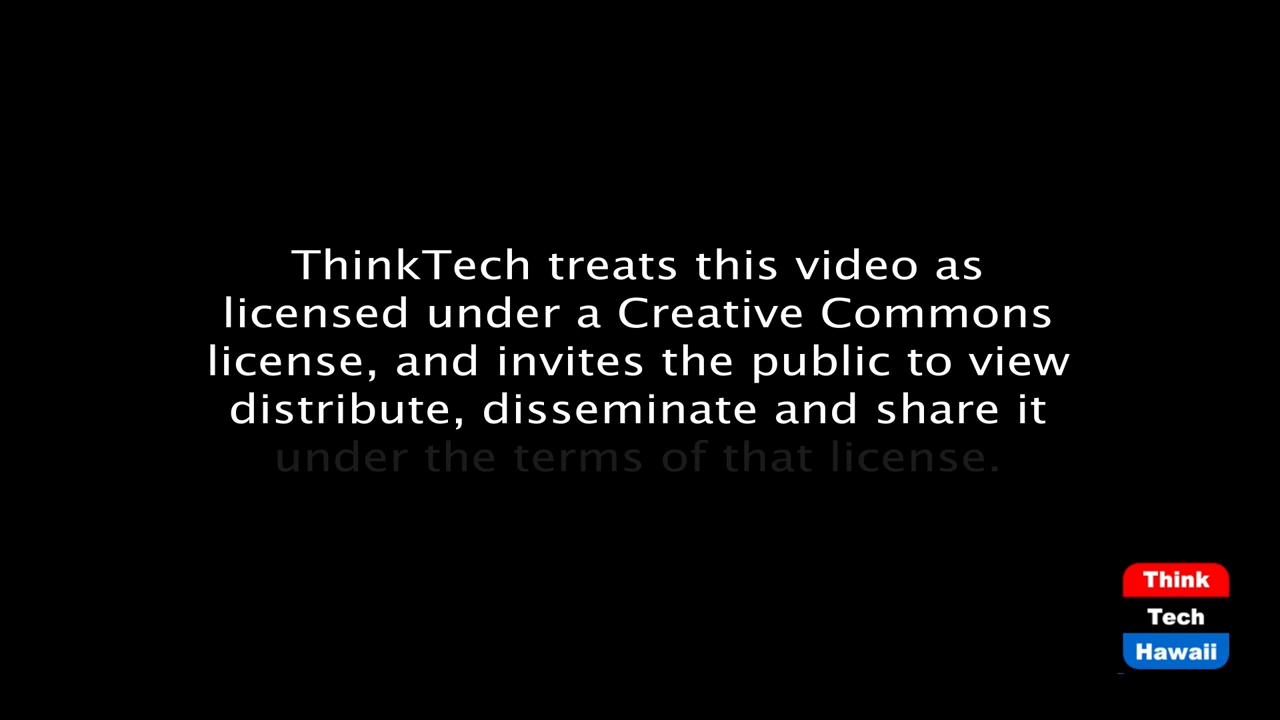 ThinkTech treats this video as
licensed under a Creative Commons
license, and invites the public to view
distribute, disseminate and share it
under the terms of that license.
Think
Tech
Hawaii